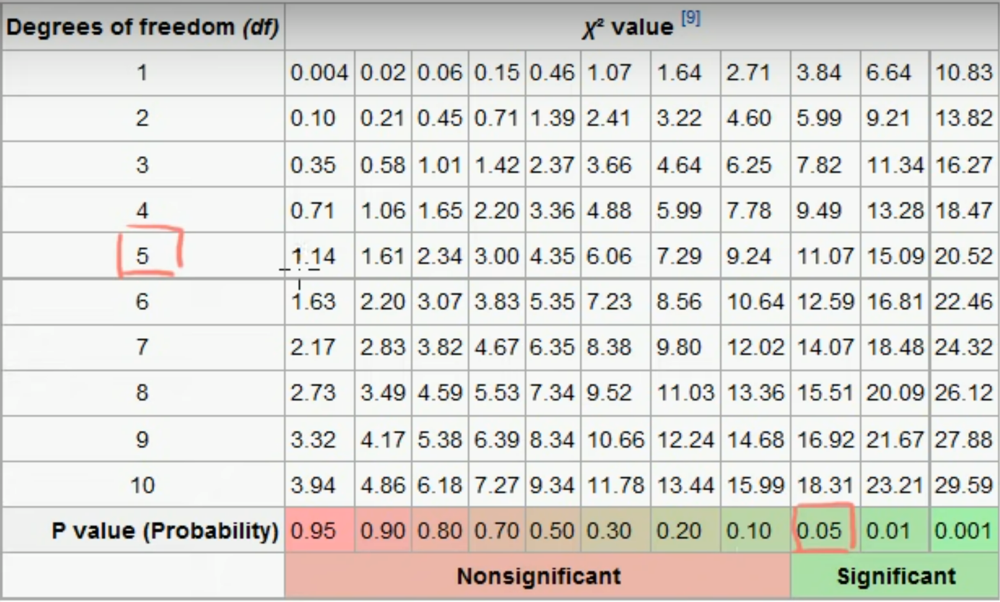 Degrees of freedom (df) χ² value [9]
1 0.004 0.02 0.06 0.15 0.46 1.07 1.64 2.71 3.84 6.64 10.83
2 0.10 0.21 0.45 0.71 1.39 2.41 3.22 4.60 5.99 9.21 13.82
3 0.35 0.58 1.01 1.42 2.37 3.66 4.64 6.25 7.82 11.34 16.27
4 0.71 1.06 1.65 2.20 3.36 4.88 5.99 7.78 9.49 13.28 18.47
5 1.14 1.61 2.34 3.00 4.35 6.06 7.29 9.24 11.07 15.09 20.52
6 1.63 2.20 3.07 3.83 5.35 7.23 8.56 10.64 12.59 16.81 22.46
7 2.17 2.83 3.82 4.67 6.35 8.38 9.80 12.02 14.07 18.48 24.32
8 2.73 3.49 4.59 5.53 7.34 9.52 11.03 13.36 15.51 20.09 26.12
9 3.32 4.17 5.38 6.39 8.34 10.66 12.24 14.68 16.92 21.67 27.88
10 3.94 4.86 6.18 7.27 9.34 11.78 13.44 15.99 18.31 23.21 29.59
P value (Probability) 0.95 0.90 0.80 0.70 0.50 0.30 0.20 0.10 0.05 0.01 0.001
Nonsignificant Significant